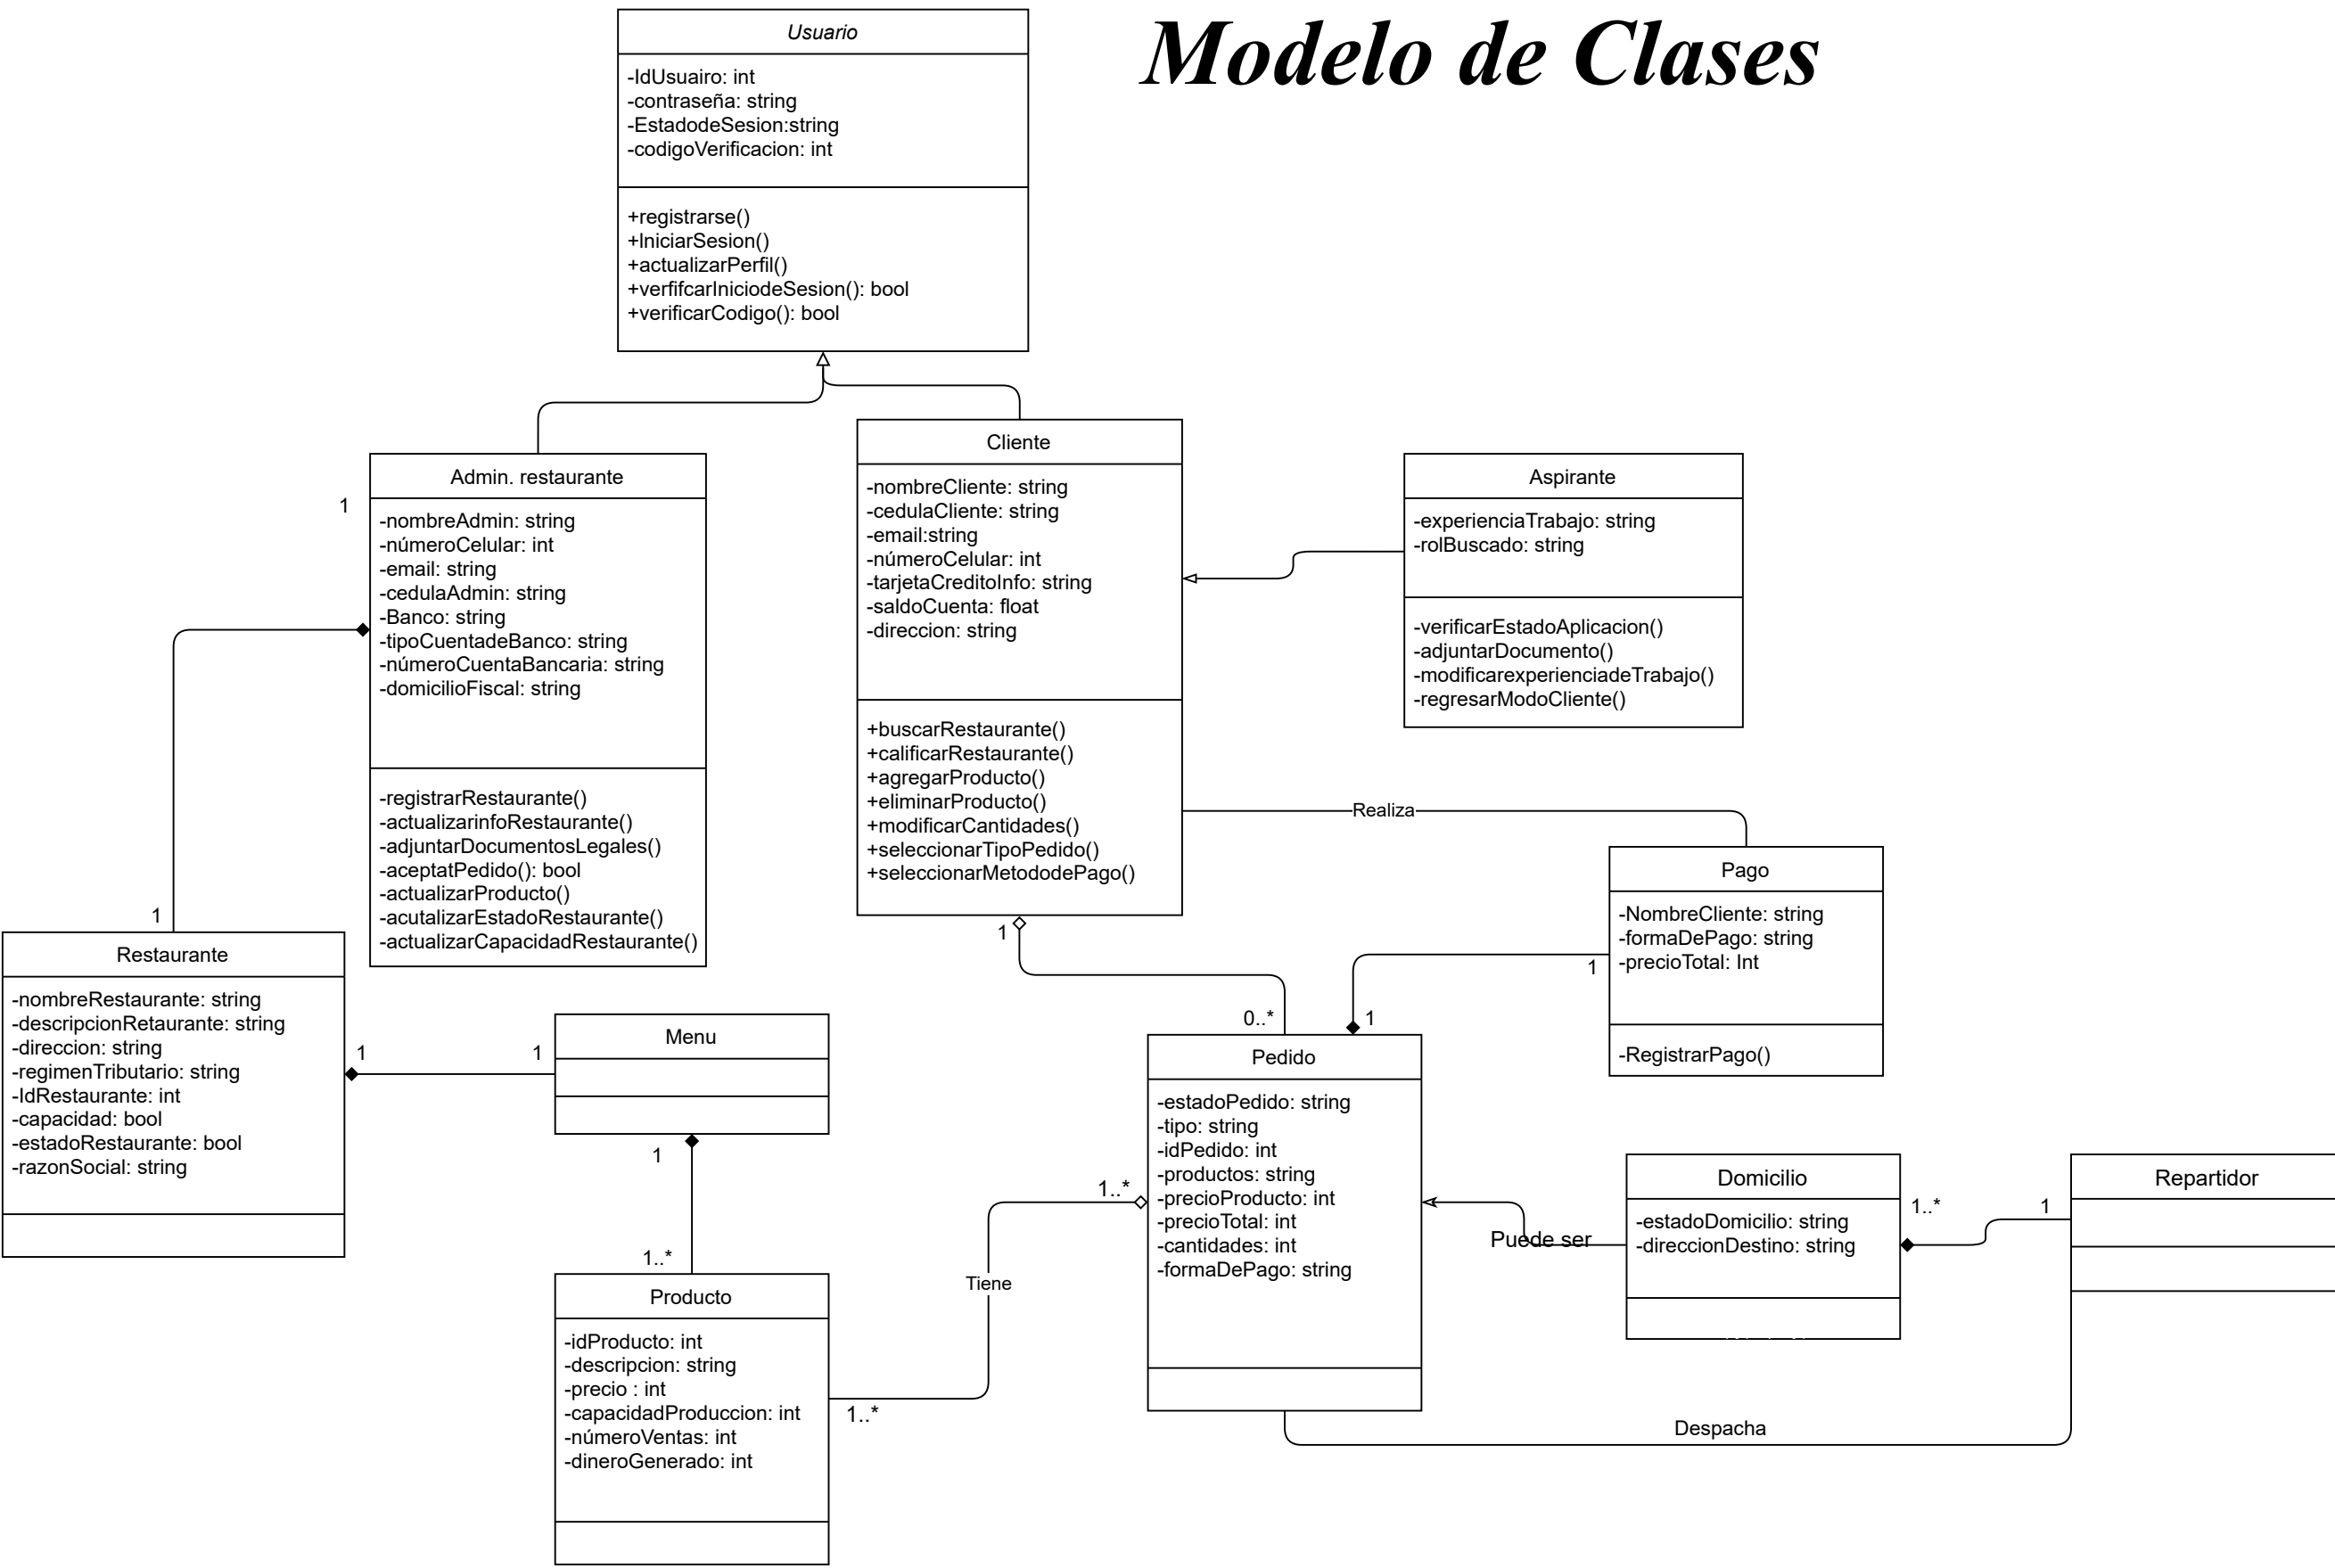 Modelo de Clases
Usuario
-IdUsuairo: int
-contraseña: string
-EstadodeSesion:string
-codigoVerificacion: int
+registrarse()
+IniciarSesion()
+actualizarPerfil()
+verfifcarIniciodeSesion(): bool
+verificarCodigo(): bool
Admin. restaurante
1
-nombreAdmin: string
-númeroCelular: int
-email: string
-cedulaAdmin: string
-Banco: string
-tipoCuentadeBanco: string
-númeroCuentaBancaria: string
-domicilioFiscal: string
-registrarRestaurante()
-actualizarinfoRestaurante()
-adjuntarDocumentosLegales()
-aceptatPedido(): bool
-actualizarProducto()
-acutalizarEstadoRestaurante()
-actualizarCapacidadRestaurante()
Cliente
-nombreCliente: string
-cedulaCliente: string
-email:string
-númeroCelular: int
-tarjetaCreditoInfo: string
-saldoCuenta: float
-direccion: string
+buscarRestaurante()
+calificarRestaurante()
+agregarProducto()
+eliminarProducto()
+modificarCantidades()
+seleccionarTipoPedido()
+seleccionarMetododePago()
Aspirante
-experienciaTrabajo: string
-rolBuscado: string
-verificarEstadoAplicacion()
-adjuntarDocumento()
-modificarexperienciadeTrabajo()
-regresarModoCliente()
Realiza
Pago
-NombreCliente: string
-formaDePago: string
-precioTotal: Int
-RegistrarPago()
1
1
1
0..*
1
Restaurante
-nombreRestaurante: string
-descripcionRetaurante: string
-direccion: string
-regimenTributario: string
-IdRestaurante: int
-capacidad: bool
-estadoRestaurante: bool
-razonSocial: string
1
1
Menu
1
1..*
Producto
-idProducto: int
-descripcion: string
-precio : int
-capacidadProduccion: int
-númeroVentas: int
-dineroGenerado: int
1..*
Tiene
1..*
Pedido
-estadoPedido: string
-tipo: string
-idPedido: int
-productos: string
-precioProducto: int
-precioTotal: int
-cantidades: int
-formaDePago: string
Puede ser
Domicilio
-estadoDomicilio: string
-direccionDestino: string
1..*
1
Repartidor
Despacha